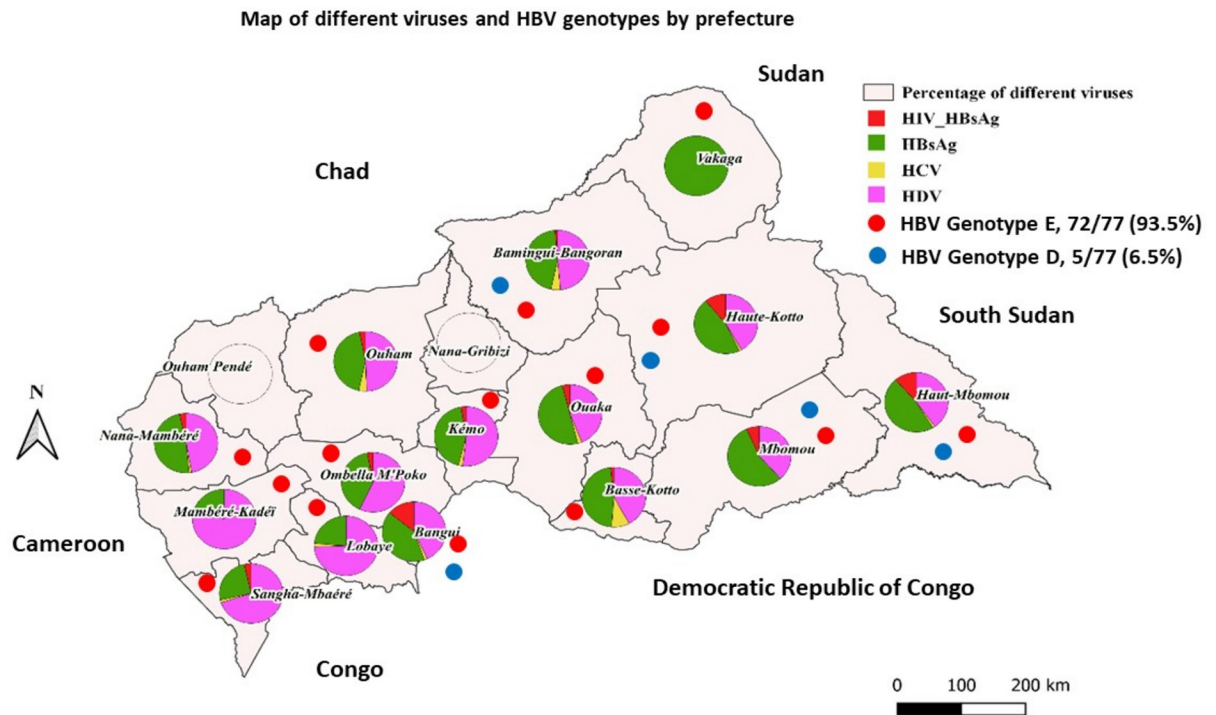 Map of different viruses and HBV genotypes by prefecture
Sudan
Percentage of different viruses
HIV_HBsAg
HBsAg
HCV
HDV
HBV Genotype E, 72/77 (93.5%)
HBV Genotype D, 5/77 (6.5%)
Chad
Vakaga
Bamingui-Bangoran
Haute-Kotto
South Sudan
Ouham Pendé
Ouham
Nana-Gribizi
N
Nana-Mambéré
Kémo
Ouaka
Haut-Mbomou
Mbomou
Ombella M'Poko
Basse-Kotto
Mambéré-Kadéï
Bangui
Lobaye
Cameroon
Sangha-Mbaéré
Democratic Republic of Congo
Congo
0 100 200 km